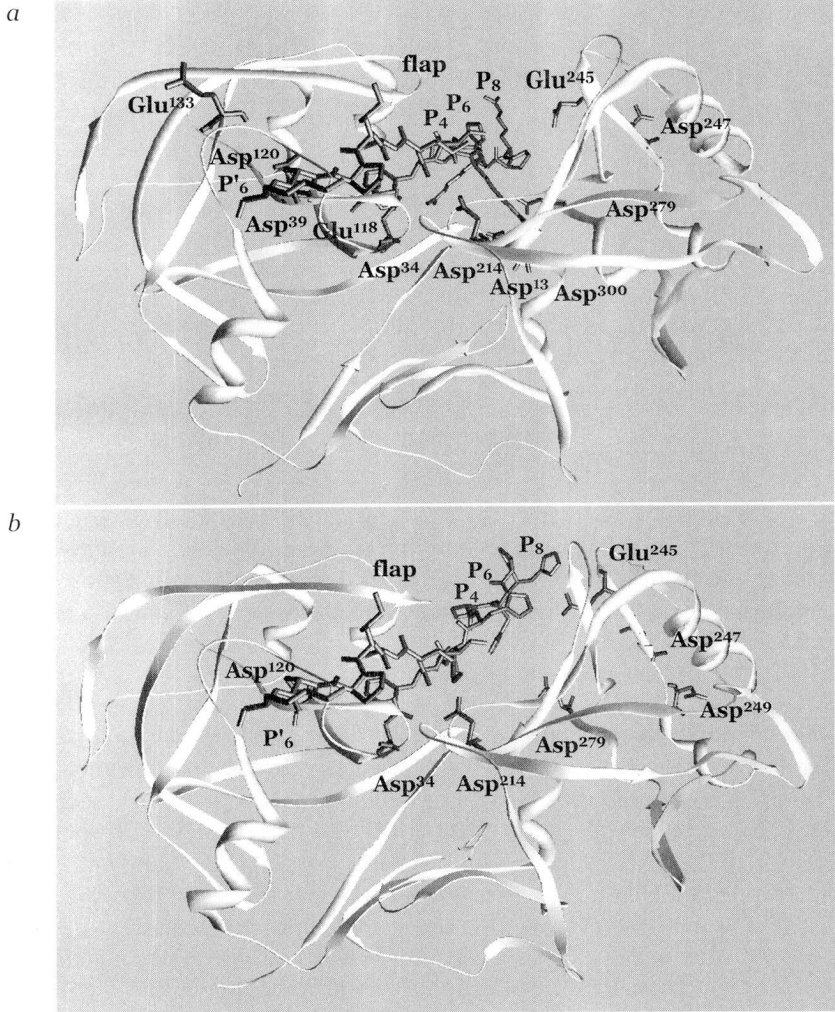 a
flap
P8
Glu245
P6
Glu133
P4
Asp247
Asp120
P'6
Asp279
Asp39
Glu118
Asp34
Asp214
Asp13
Asp300
b
P8
Glu245
flap
P6
P4
Asp247
Asp120
Asp249
P'6
Asp279
Asp34
Asp214